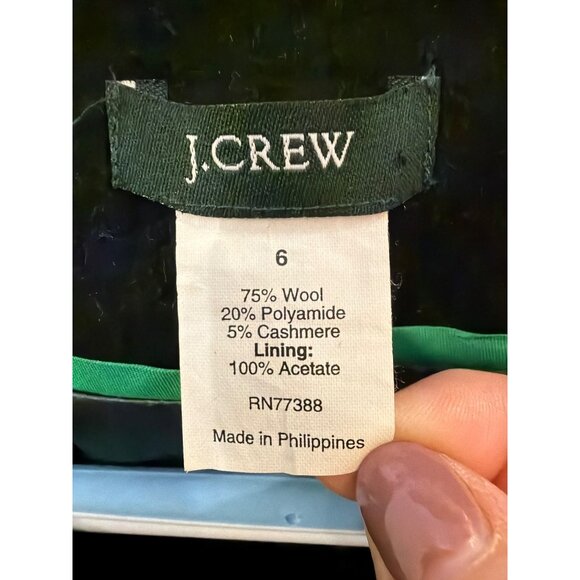 J.CREW
6
75% Wool
20% Polyamide
5% Cashmere
Lining:
100% Acetate
RN77388
Made in Philippines